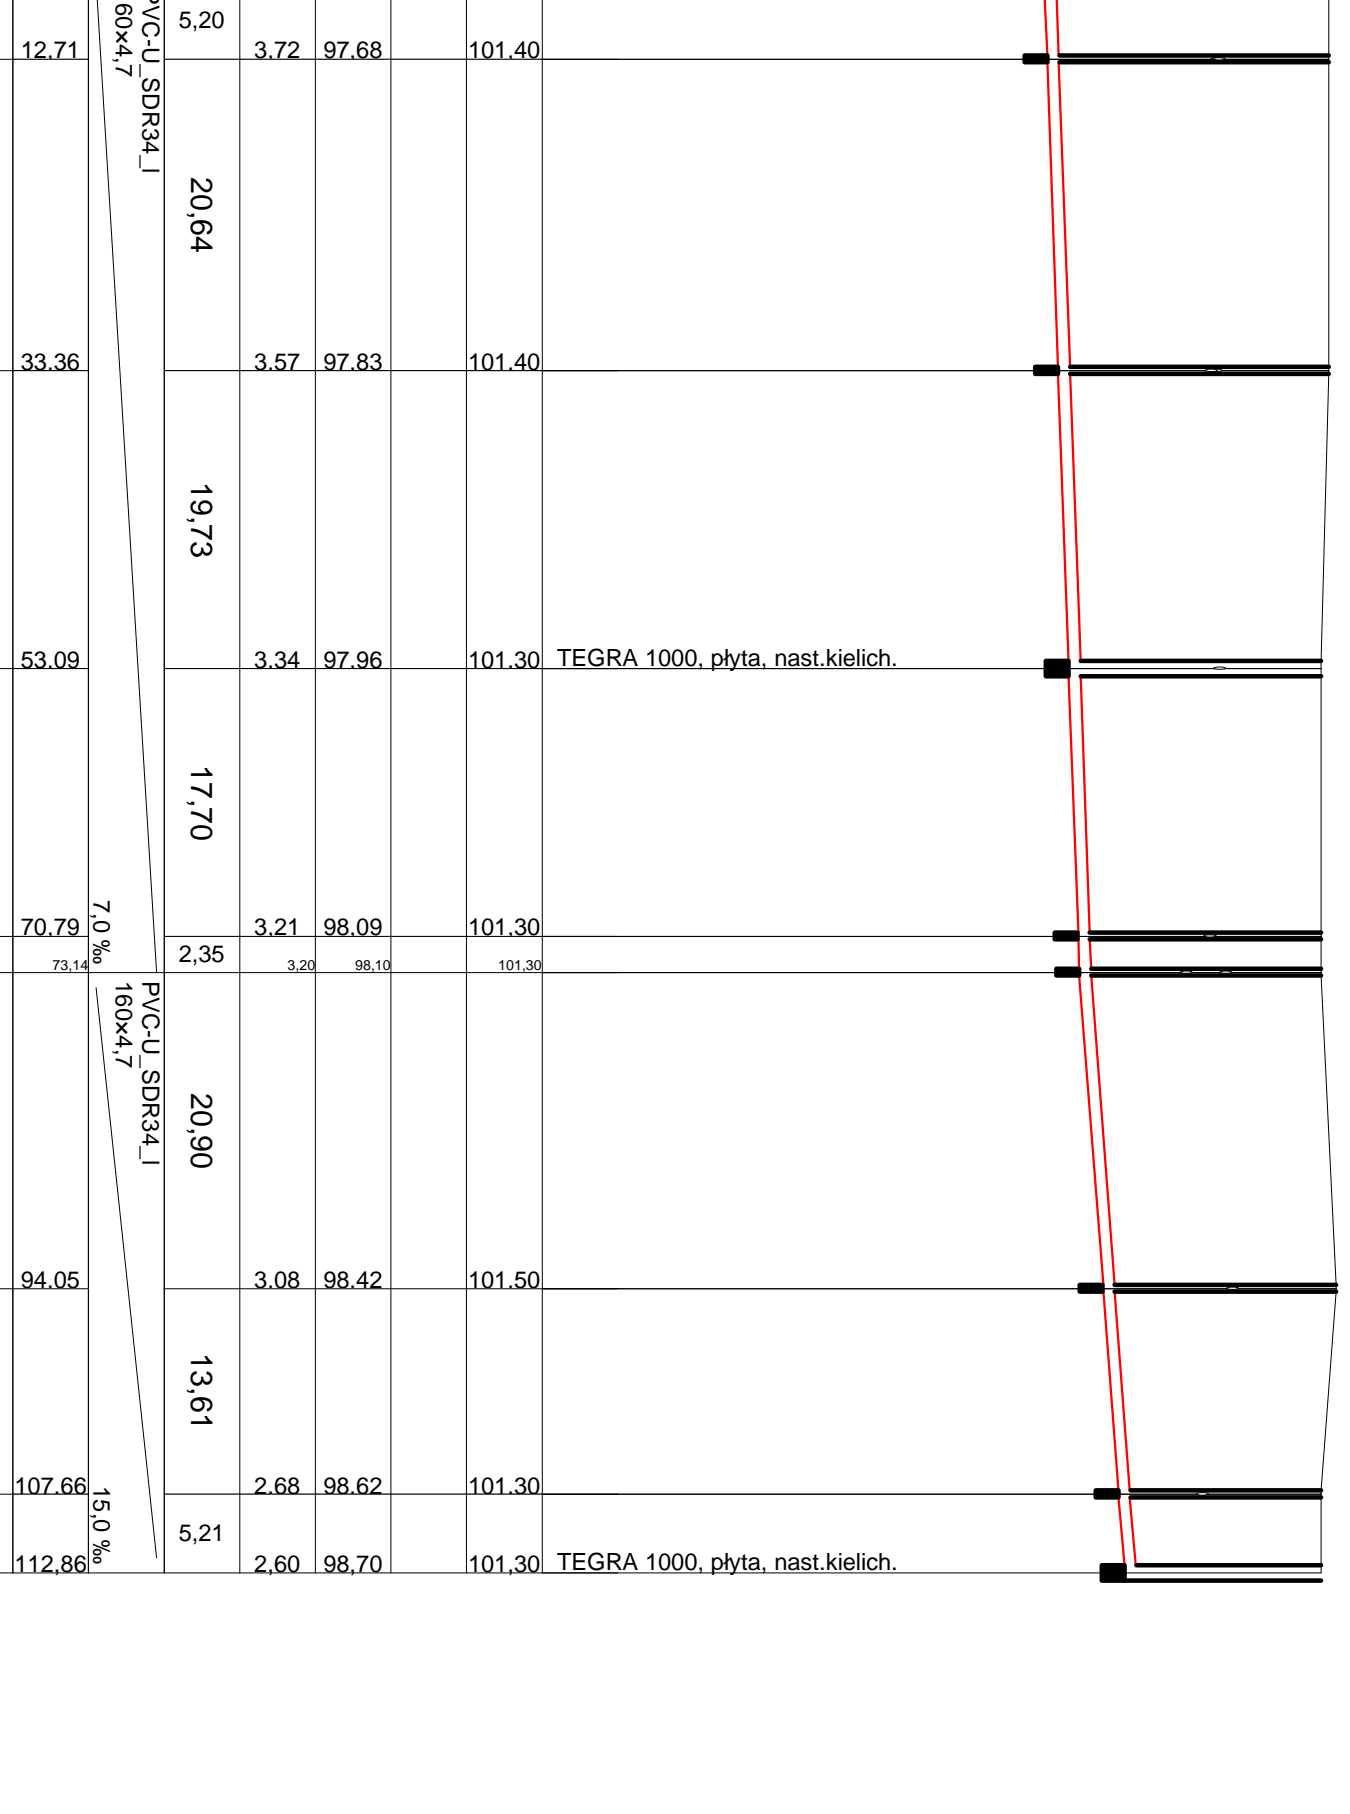 5,20
12,71 3,72 97,68 101,40
PVC-U_SDR34_I
60×4,7
20,64
33,36 3,57 97,83 101,40
19,73
53,09 3,34 97,96 101,30 TEGRA 1000, płyta, nast.kielich.
17,70
70,79 3,21 98,09 101,30
7,0 ‰
2,35
73,14 3,20 98,10 101,30
PVC-U_SDR34_I
160×4,7
20,90
94,05 3,08 98,42 101,50
13,61
107,66 2,68 98,62 101,30
15,0 ‰
5,21
112,86 2,60 98,70 101,30 TEGRA 1000, płyta, nast.kielich.